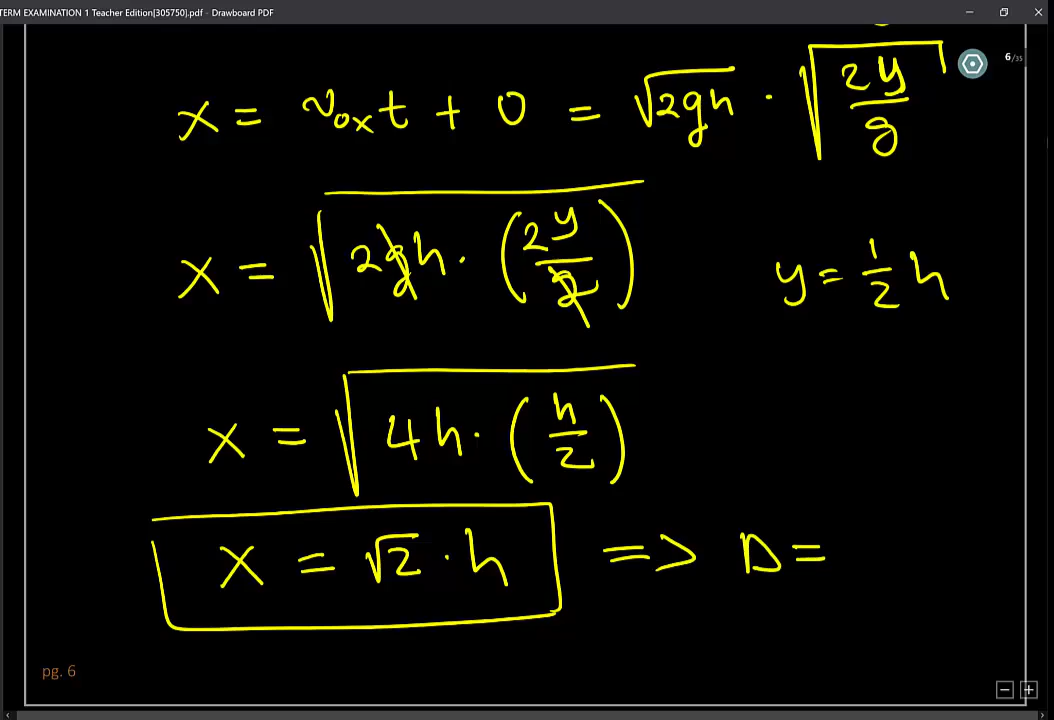 TERM EXAMINATION 1 Teacher Edition[305750].pdf - Drawboard PDF
6/35
x = v₀ₓt + 0 = √2gh · √(2y/g)
x = √2gh · (2y/g)
y = 1/2 h
x = √4h · (h/2)
x = √2 · h => D =
pg. 6